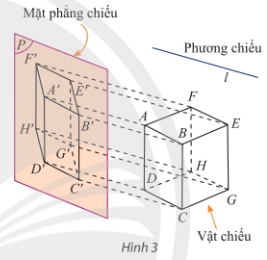 Mặt phẳng chiếu
P
F'
Phương chiếu
l
A'
E'
F
B'
A
E
B
H'
G'
H
D'
D
C'
G
C
Vật chiếu
Hình 3